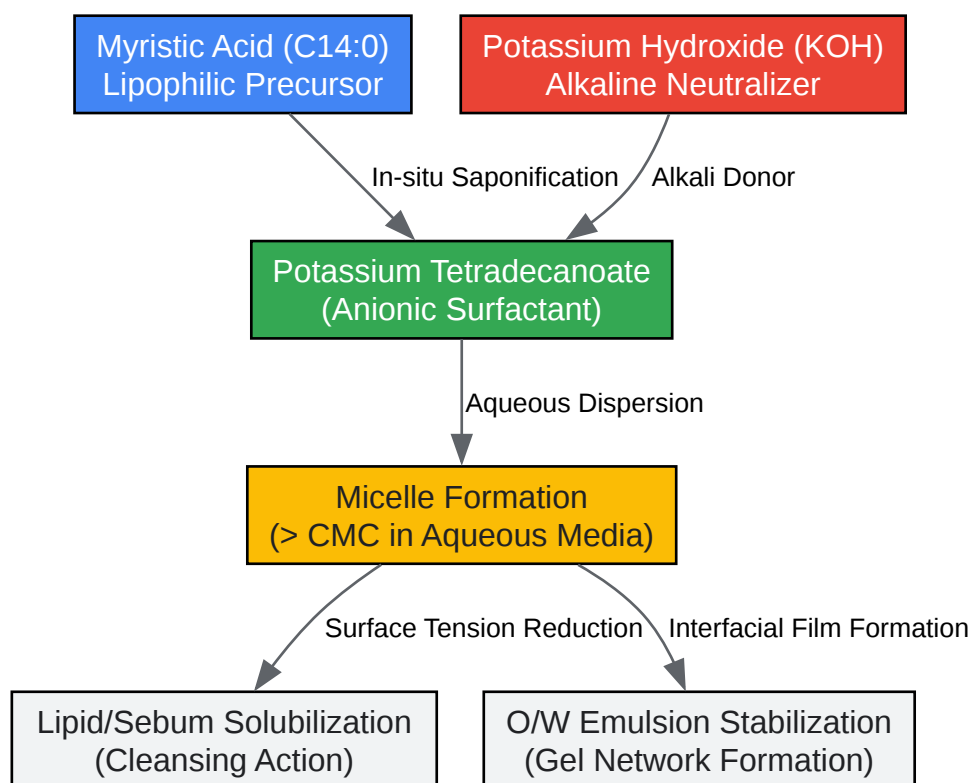 Myristic Acid (C14:0)
Lipophilic Precursor
Potassium Hydroxide (KOH)
Alkaline Neutralizer
In-situ Saponification
Alkali Donor
Potassium Tetradecanoate
(Anionic Surfactant)
Aqueous Dispersion
Micelle Formation
(> CMC in Aqueous Media)
Surface Tension Reduction
Interfacial Film Formation
Lipid/Sebum Solubilization
(Cleansing Action)
O/W Emulsion Stabilization
(Gel Network Formation)